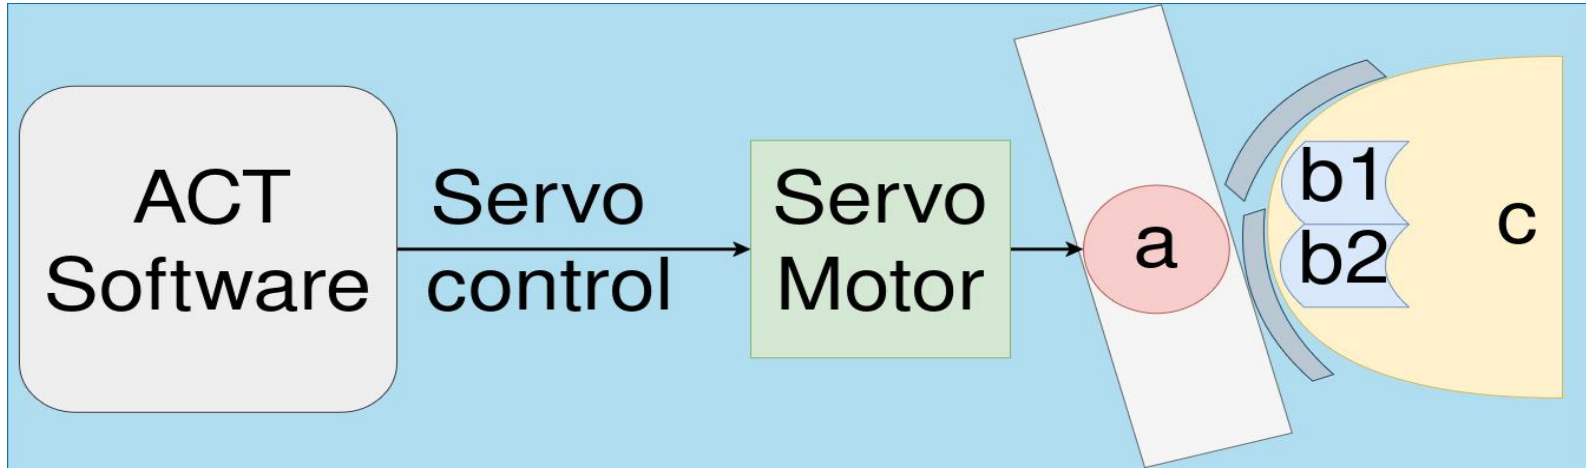 ACT
Software
Servo
control
Servo
Motor
a
b1
b2
c